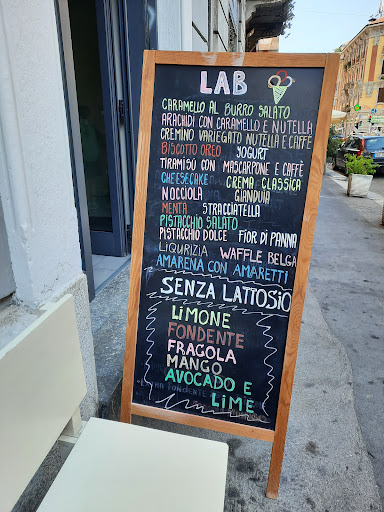 LAB
CARAMELLO AL BURRO SALATO
ARACHIDI CON CARAMELLO E NUTELLA
CREMINO VARIEGATO NUTELLA E CAFFÈ
BISCOTTO OREO YOGURT
TIRAMISÙ CON MASCARPONE E CAFFÈ
CHEESECAKE CREMA CLASSICA
NOCCIOLA GIANDUIA
MENTA STRACCIATELLA
PISTACCHIO SALATO
PISTACCHIO DOLCE FIOR DI PANNA
LIQURIZIA WAFFLE BELGA
AMARENA CON AMARETTI
SENZA LATTOSIO
LIMONE
FONDENTE
FRAGOLA
MANGO
AVOCADO E
LIME